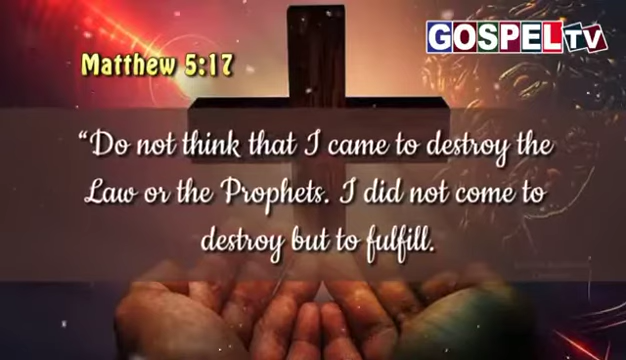 GOSPEL TV
Matthew 5:17
“Do not think that I came to destroy the
Law or the Prophets. I did not come to
destroy but to fulfill.